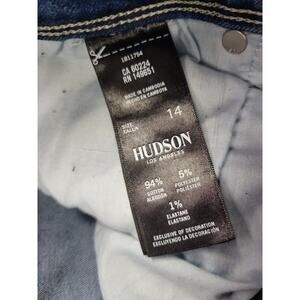 1011794
CA 60224
RN 149651
MADE IN CAMBODIA
HECHO EN CAMBOYA
SIZE
TALLA
14
HUDSON
LOS ANGELES
94% 5%
COTTON POLYESTER
ALGODÓN POLIÉSTER
1%
ELASTANE
ELASTANO
EXCLUSIVE OF DECORATION
EXCLUYENDO LA DECORACIÓN